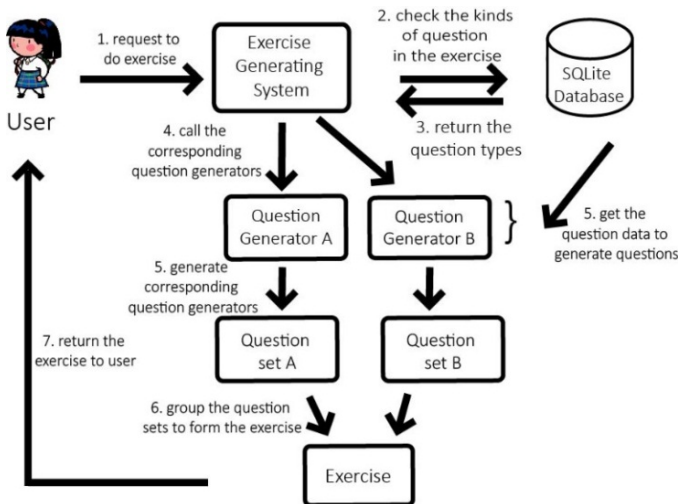 1. request to
do exercise
User
Exercise
Generating
System
2. check the kinds
of question
in the exercise
SQLite
Database
3. return the
question types
4. call the
corresponding
question generators
Question
Generator A
Question
Generator B
}
5. get the
question data to
generate questions
5. generate
corresponding
question generators
Question
set A
Question
set B
6. group the question
sets to form the exercise
Exercise
7. return the
exercise to user